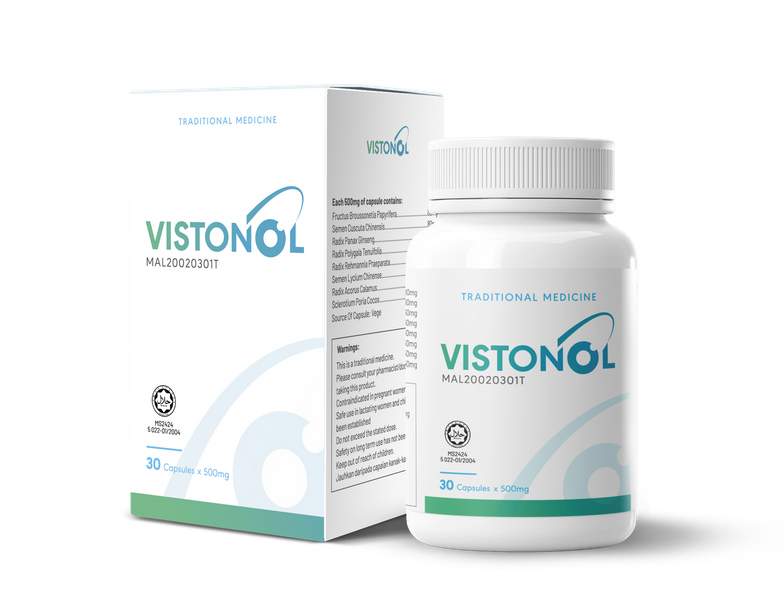 TRADITIONAL MEDICINE
VISTONOL
MAL20020301T
MS2424
5 022-01/2004
30 Capsules x 500mg
VISTONOL
Each 500mg of capsule contains:
Fructus Broussonetia Papyrifera
Semen Cuscuta Chinensis
Radix Panax Ginseng
Radix Polygala Tenuifolia
Radix Rehmannia Praeparata
Semen Lycium Chinense
Radix Acorus Calamus
Sclerotium Poria Cocos
Source Of Capsule: Vege
Warnings:
This is a traditional medicine.
Please consult your pharmacist/
taking this product.
Contraindicated in pregnant women
Safe use in lactating women and
been established
Do not exceed the stated dose.
Safety on long term use has not
Keep out of reach of children.
Jauhkan daripada capaian
TRADITIONAL MEDICINE
VISTONOL
MAL20020301T
MS2424
5 022-01/2004
30 Capsules x 500mg